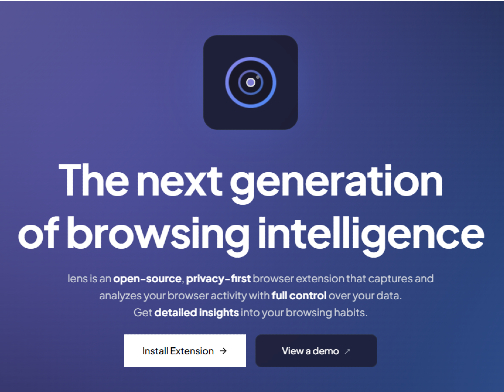 The next generation
of browsing intelligence
lens is an open-source, privacy-first browser extension that captures and
analyzes your browser activity with full control over your data.
Get detailed insights into your browsing habits.
Install Extension →
View a demo ↗